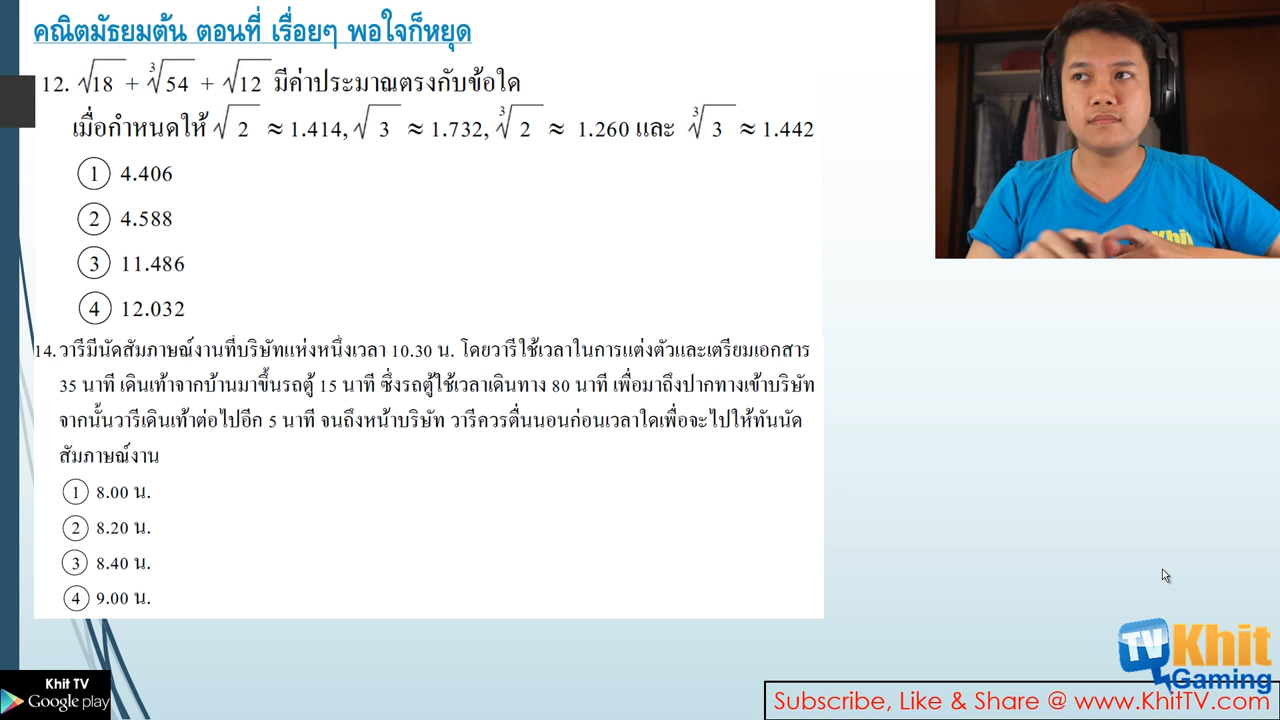 คณิตมัธยมต้น ตอนที่ เรื่อยๆ พอใจก็หยุด
12. √18 + ∛54 + √12 มีค่าประมาณตรงกับข้อใด
เมื่อกำหนดให้ √2 ≈ 1.414, √3 ≈ 1.732, ∛2 ≈ 1.260 และ ∛3 ≈ 1.442
1 4.406
2 4.588
3 11.486
4 12.032
14. วารีมีนัดสัมภาษณ์งานที่บริษัทแห่งหนึ่งเวลา 10.30 น. โดยวารีใช้เวลาในการแต่งตัวและเตรียมเอกสาร
35 นาที เดินเท้าจากบ้านมาขึ้นรถตู้ 15 นาที ซึ่งรถตู้ใช้เวลาเดินทาง 80 นาที เพื่อมาถึงปากทางเข้าบริษัท
จากนั้นวารีเดินเท้าต่อไปอีก 5 นาที จนถึงหน้าบริษัท วารีควรตื่นนอนก่อนเวลาใดเพื่อจะไปให้ทันนัด
สัมภาษณ์งาน
1 8.00 น.
2 8.20 น.
3 8.40 น.
4 9.00 น.
Khit
TV Khit
Gaming
Khit TV
Google play
Subscribe, Like & Share @ www.KhitTV.com